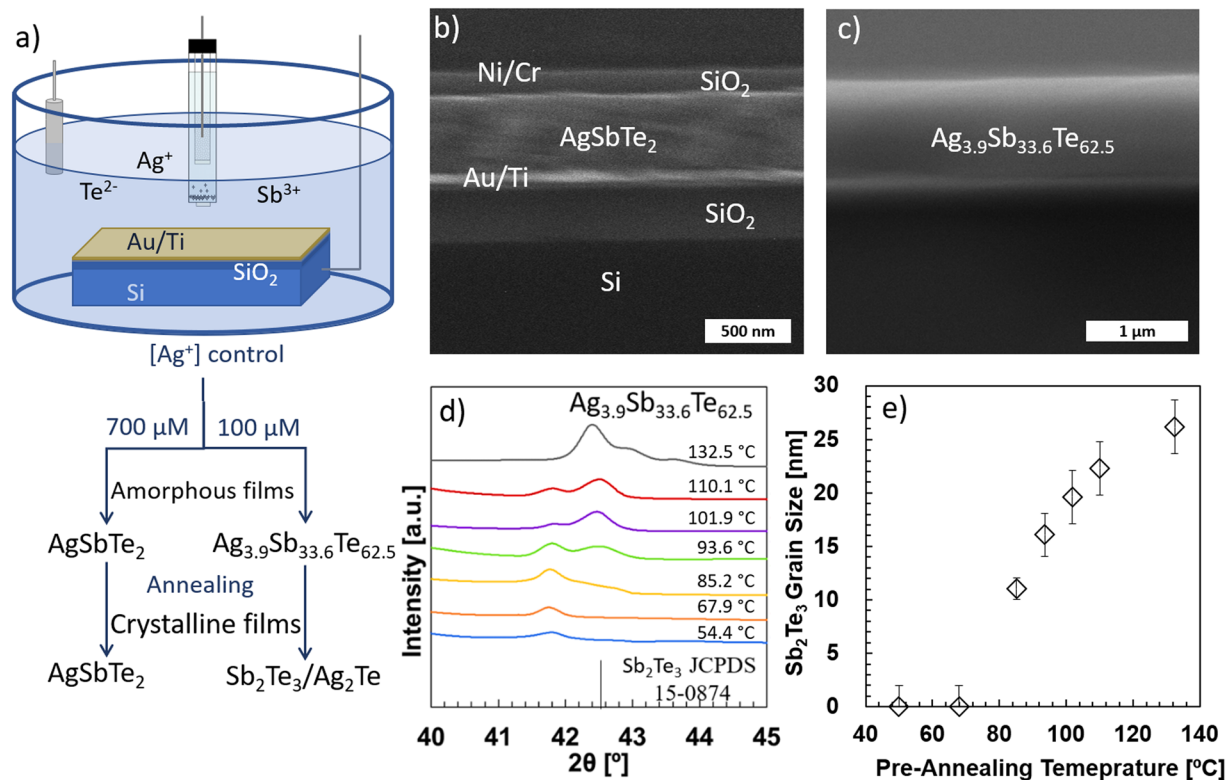 a)
Ag⁺
Te²⁻
Sb³⁺
Au/Ti
SiO₂
Si
[Ag⁺] control
700 µM
100 µM
Amorphous films
AgSbTe₂
Ag₃.₉Sb₃₃.₆Te₆₂.₅
Annealing
Crystalline films
AgSbTe₂
Sb₂Te₃/Ag₂Te
b)
Ni/Cr
SiO₂
AgSbTe₂
Au/Ti
SiO₂
Si
500 nm
c)
Ag₃.₉Sb₃₃.₆Te₆₂.₅
1 µm
d)
Ag₃.₉Sb₃₃.₆Te₆₂.₅
132.5 °C
110.1 °C
101.9 °C
93.6 °C
85.2 °C
67.9 °C
54.4 °C
Sb₂Te₃ JCPDS
15-0874
Intensity [a.u.]
40 41 42 43 44 45
2θ [º]
e)
Sb₂Te₃ Grain Size [nm]
30
25
20
15
10
5
0
40 60 80 100 120 140
Pre-Annealing Temeprature [ºC]